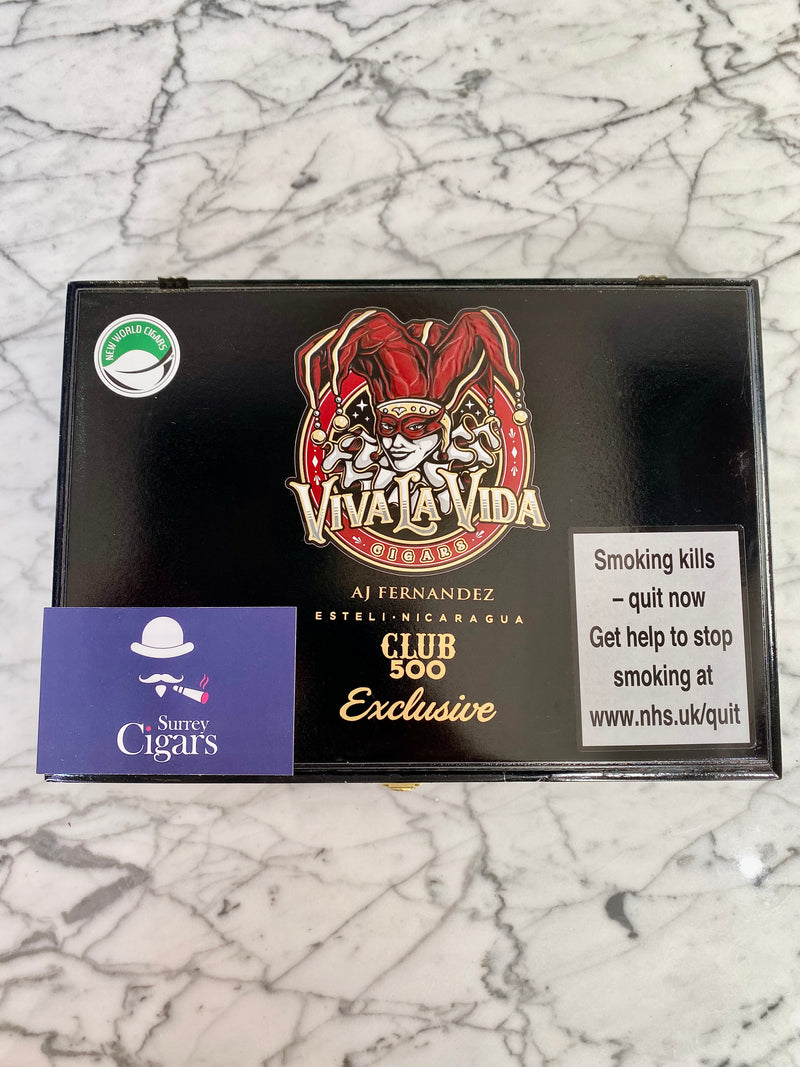 NEW WORLD CIGARS
VIVA LA VIDA
CIGARS
AJ FERNANDEZ
ESTELI·NICARAGUA
CLUB
500
Exclusive
Surrey
Cigars
Smoking kills
– quit now
Get help to stop
smoking at
www.nhs.uk/quit